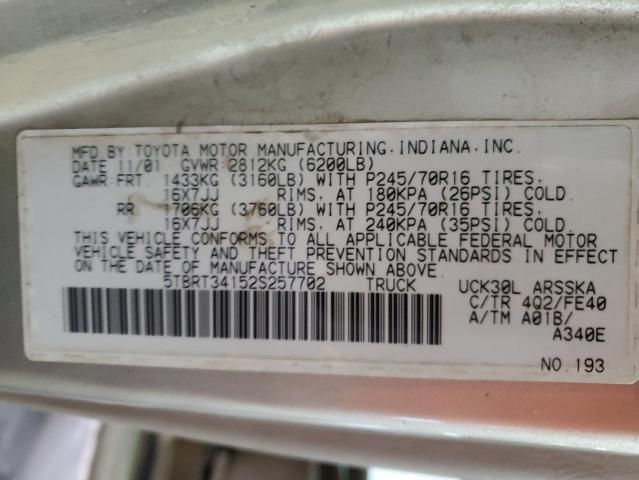 MFD.BY:TOYOTA MOTOR MANUFACTURING.INDIANA.INC.
DATE 11/01 GVWR:2812KG (6200LB)
GAWR:FRT. 1433KG (3160LB) WITH P245/70R16 TIRES.
16X7JJ RIMS. AT 180KPA (26PSI) COLD.
RR. 1706KG (3760LB) WITH P245/70R16 TIRES.
16X7JJ RIMS. AT 240KPA (35PSI) COLD.
THIS VEHICLE CONFORMS TO ALL APPLICABLE FEDERAL MOTOR
VEHICLE SAFETY AND THEFT PREVENTION STANDARDS IN EFFECT
ON THE DATE OF MANUFACTURE SHOWN ABOVE.
5TBRT34152S257702 TRUCK UCK30L ARSSKA
C/TR 4Q2/FE40
A/TM A01B/
A340E
NO.193